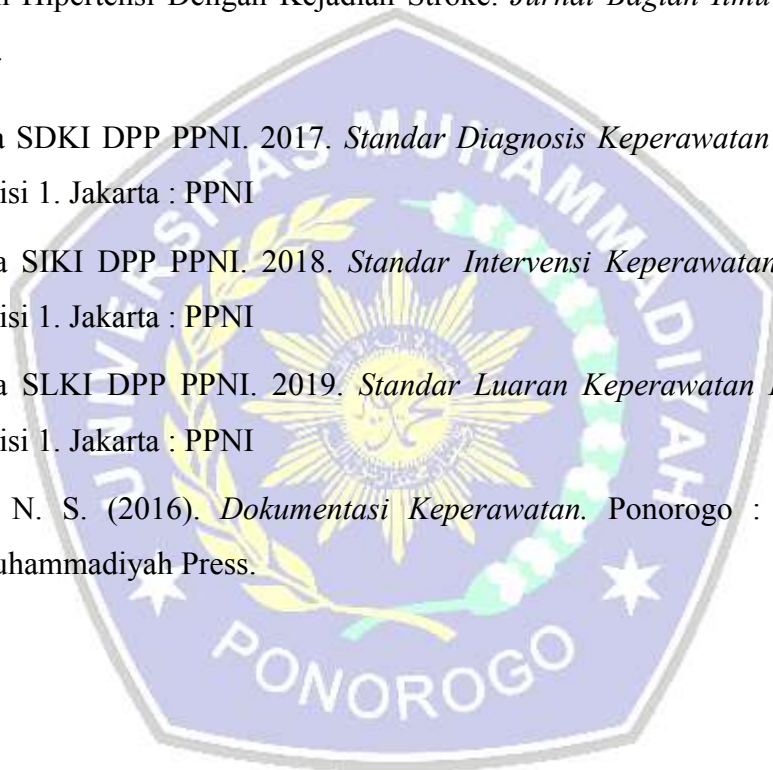 Hipertensi Dengan Kejadian Stroke. Jurnal Bagian Ilmu
a SDKI DPP PPNI. 2017. Standar Diagnosis Keperawatan
isi 1. Jakarta : PPNI
a SIKI DPP PPNI. 2018. Standar Intervensi Keperawatan
isi 1. Jakarta : PPNI
a SLKI DPP PPNI. 2019. Standar Luaran Keperawatan
isi 1. Jakarta : PPNI
N. S. (2016). Dokumentasi Keperawatan. Ponorogo :
uhammadiyah Press.
UNIVERSITAS MUHAMMADIYAH
PONOROGO